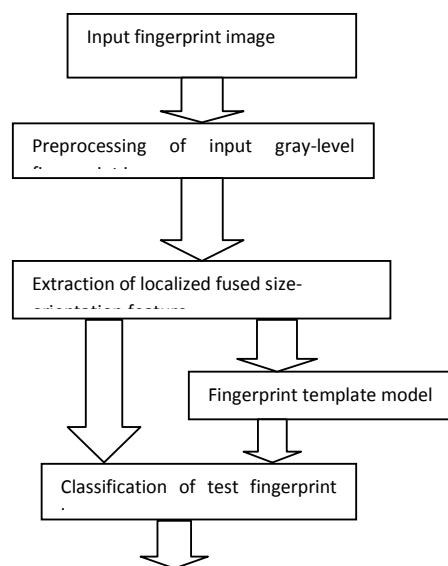 Input fingerprint image
Preprocessing of input gray-level
Extraction of localized fused size-
Fingerprint template model
Classification of test fingerprint